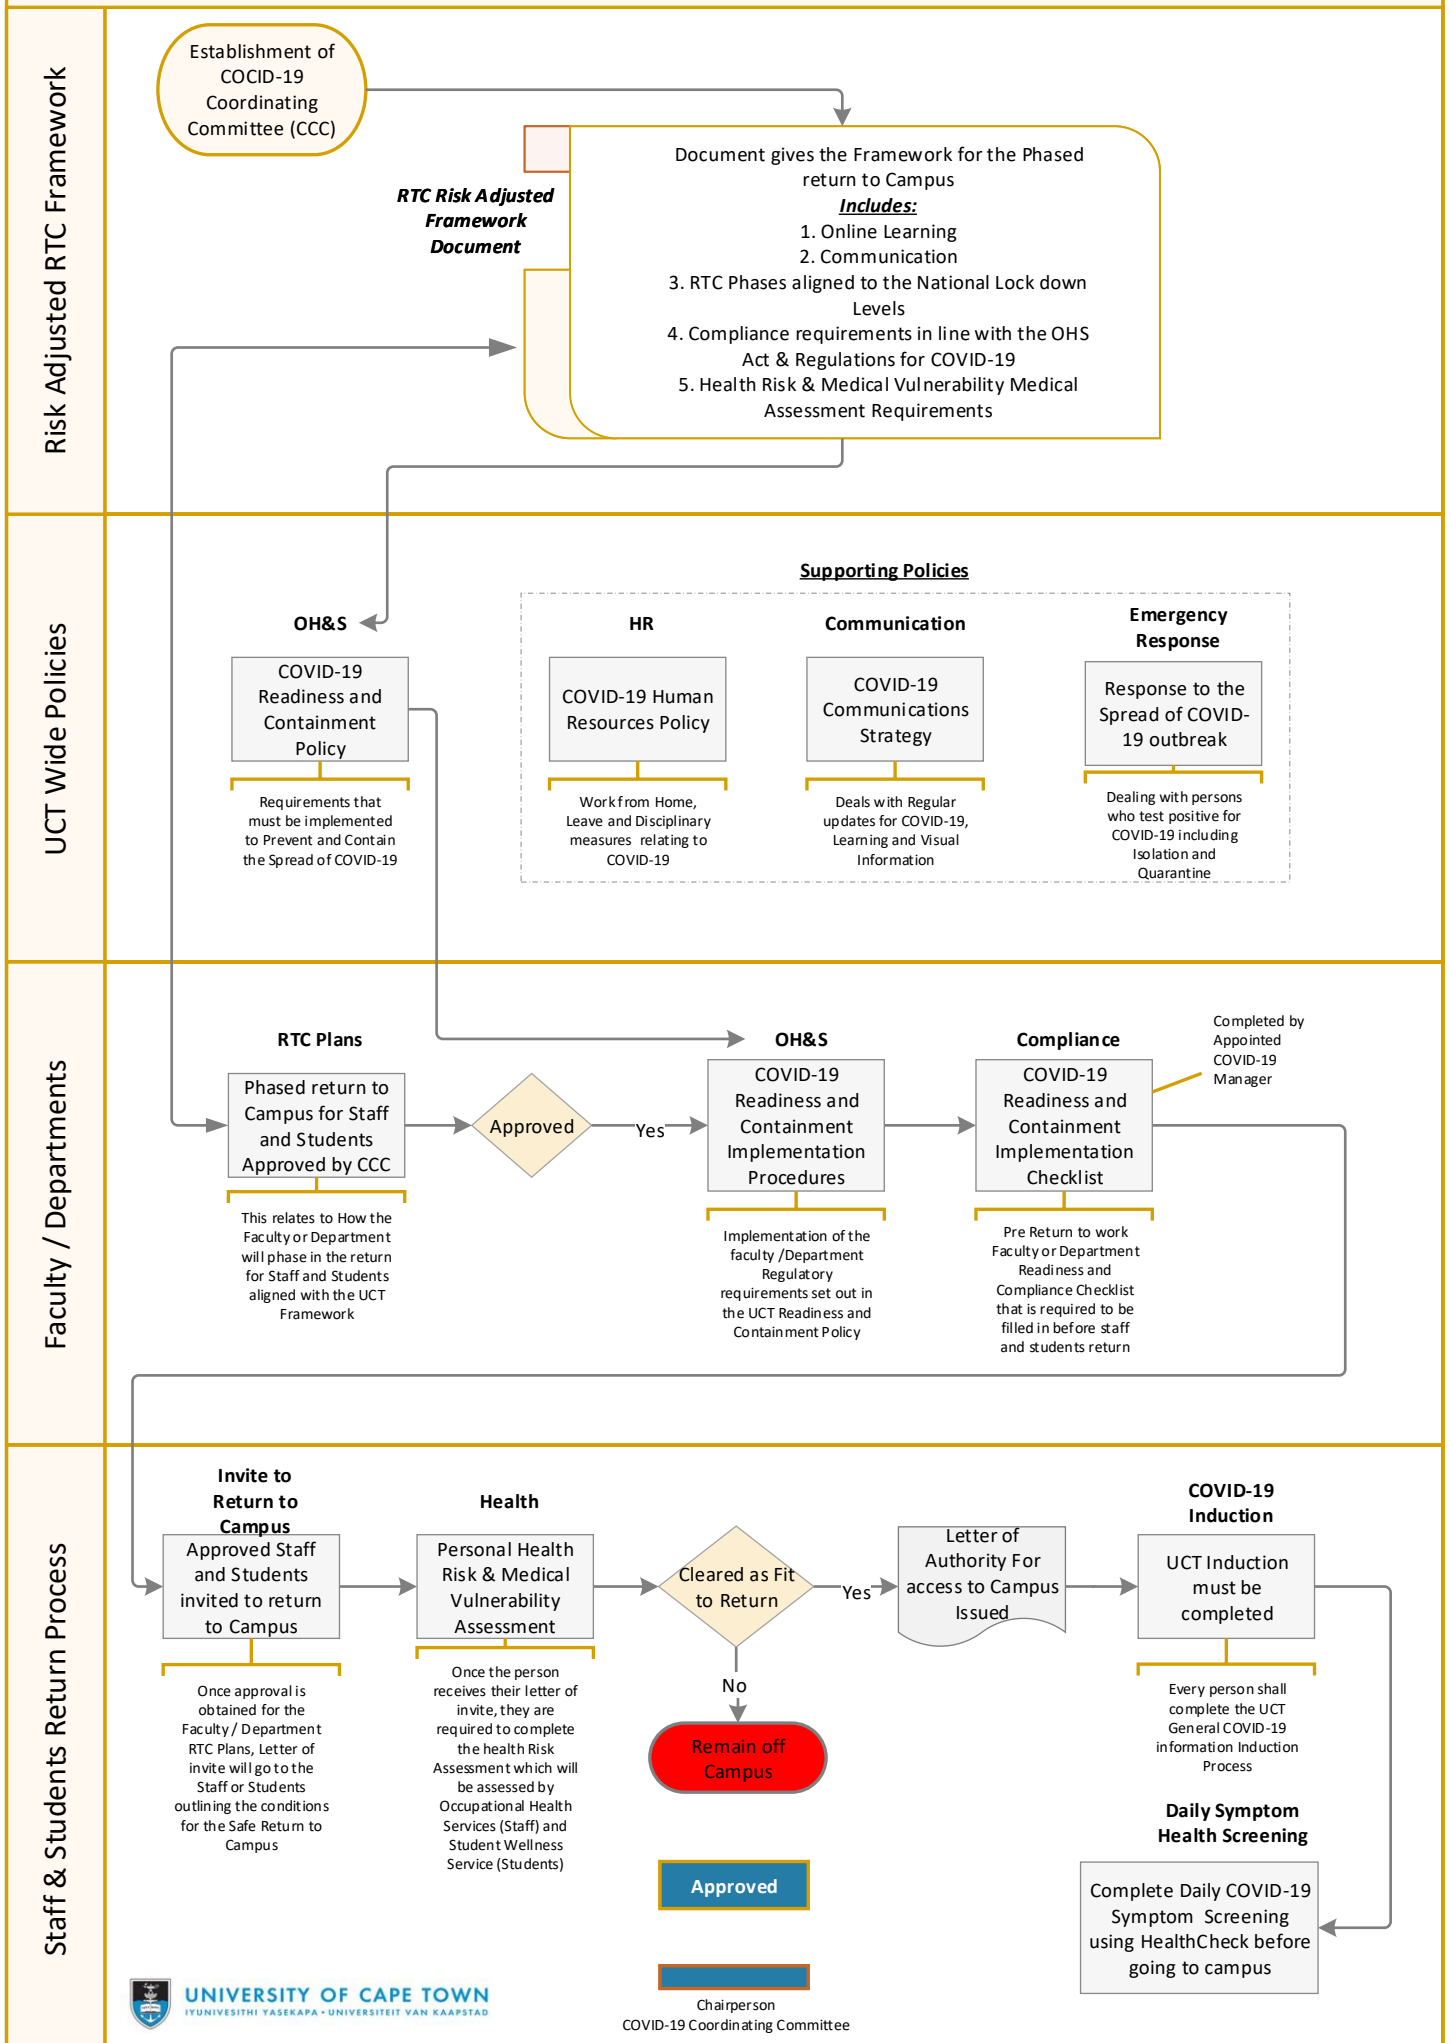 Risk Adjusted RTC Framework
Establishment of
COCID-19
Coordinating
Committee (CCC)
RTC Risk Adjusted
Framework
Document
Document gives the Framework for the Phased
return to Campus
Includes:
1. Online Learning
2. Communication
3. RTC Phases aligned to the National Lock down
Levels
4. Compliance requirements in line with the OHS
Act & Regulations for COVID-19
5. Health Risk & Medical Vulnerability Medical
Assessment Requirements
UCT Wide Policies
Supporting Policies
OH&S
COVID-19
Readiness and
Containment
Policy
Requirements that
must be implemented
to Prevent and Contain
the Spread of COVID-19
HR
COVID-19 Human
Resources Policy
Work from Home,
Leave and Disciplinary
measures relating to
COVID-19
Communication
COVID-19
Communications
Strategy
Deals with Regular
updates for COVID-19,
Learning and Visual
Information
Emergency
Response
Response to the
Spread of COVID-
19 outbreak
Dealing with persons
who test positive for
COVID-19 including
Isolation and
Quarantine
Faculty / Departments
RTC Plans
Phased return to
Campus for Staff
and Students
Approved by CCC
This relates to How the
Faculty or Department
will phase in the return
for Staff and Students
aligned with the UCT
Framework
Approved
Yes
OH&S
COVID-19
Readiness and
Containment
Implementation
Procedures
Implementation of the
faculty /Department
Regulatory
requirements set out in
the UCT Readiness and
Containment Policy
Compliance
COVID-19
Readiness and
Containment
Implementation
Checklist
Pre Return to work
Faculty or Department
Readiness and
Compliance Checklist
that is required to be
filled in before staff
and students return
Completed by
Appointed
COVID-19
Manager
Staff & Students Return Process
Invite to
Return to
Campus
Approved Staff
and Students
invited to return
to Campus
Once approval is
obtained for the
Faculty / Department
RTC Plans, Letter of
invite will go to the
Staff or Students
outlining the conditions
for the Safe Return to
Campus
Health
Personal Health
Risk & Medical
Vulnerability
Assessment
Once the person
receives their letter of
invite, they are
required to complete
the health Risk
Assessment which will
be assessed by
Occupational Health
Services (Staff) and
Student Wellness
Service (Students)
Cleared as Fit
to Return
Yes
No
Remain off
Campus
Letter of
Authority For
access to Campus
Issued
COVID-19
Induction
UCT Induction
must be
completed
Every person shall
complete the UCT
General COVID-19
information Induction
Process
Daily Symptom
Health Screening
Complete Daily COVID-19
Symptom Screening
using HealthCheck before
going to campus
Approved
Chairperson
COVID-19 Coordinating Committee
UNIVERSITY OF CAPE TOWN
IYUNIVESITHI YASEKAPA • UNIVERSITEIT VAN KAAPSTAD